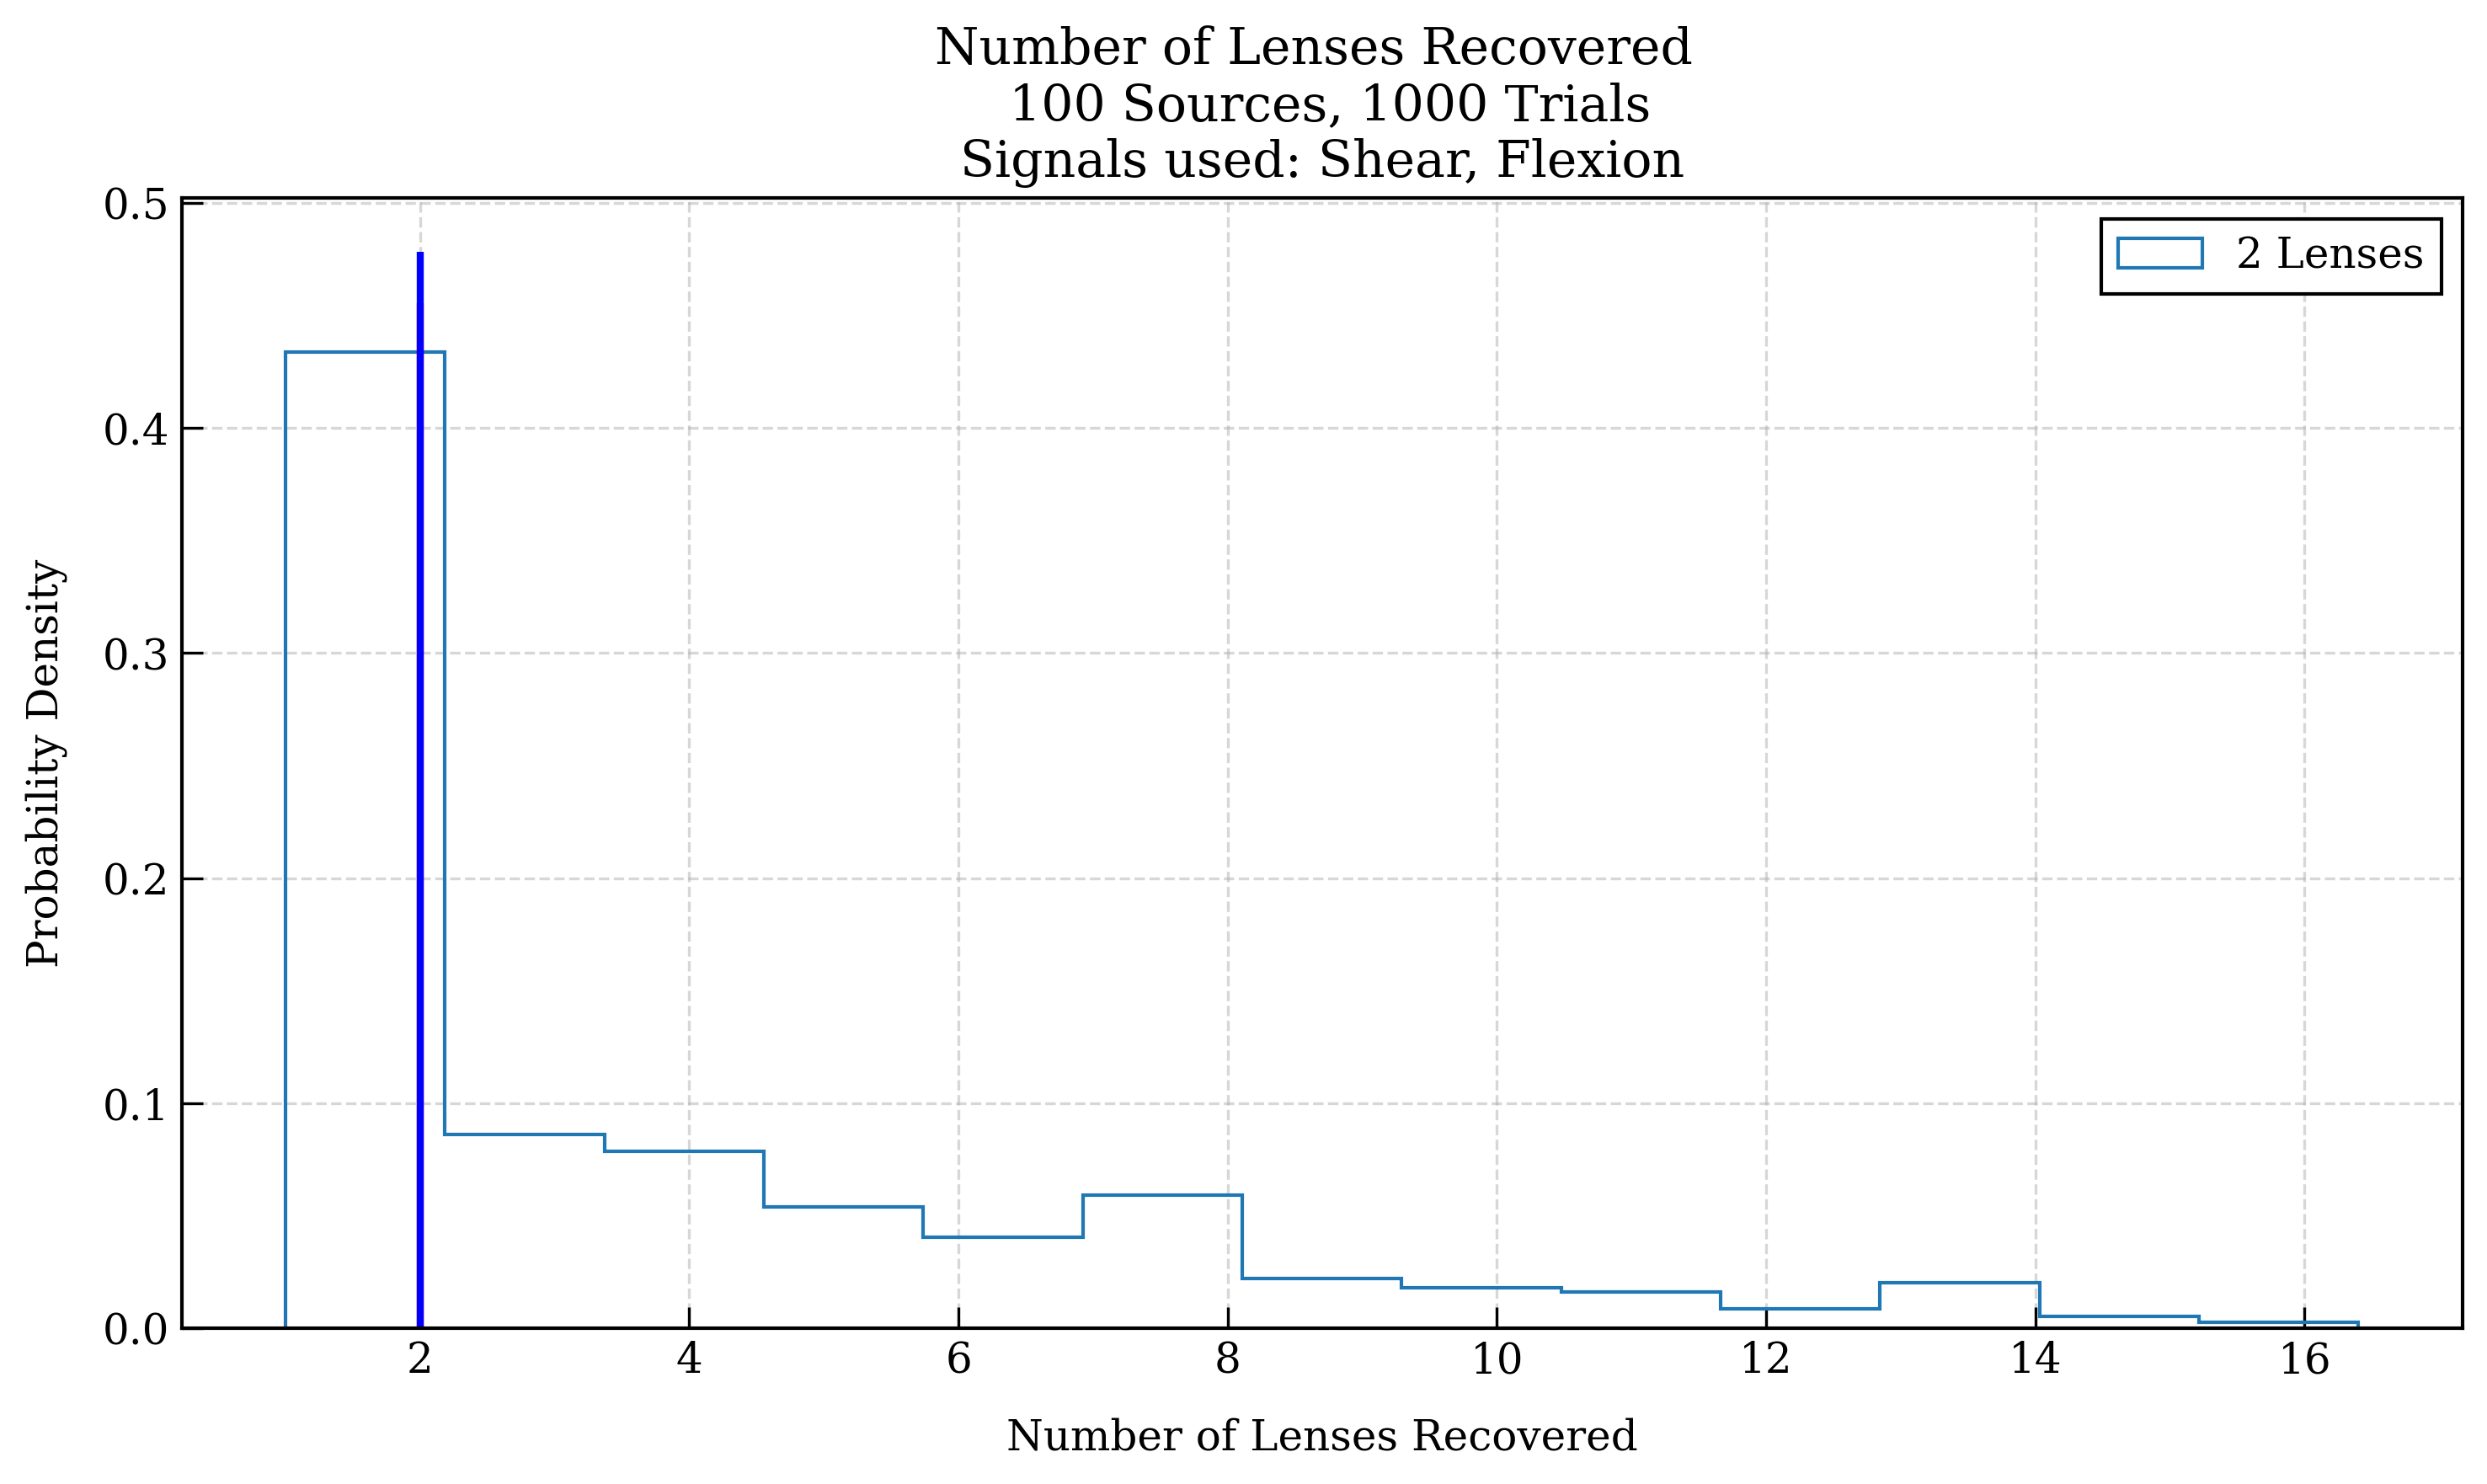 Number of Lenses Recovered
100 Sources, 1000 Trials
Signals used: Shear, Flexion
2 Lenses
Probability Density
0.5
0.4
0.3
0.2
0.1
0.0
2 4 6 8 10 12 14 16
Number of Lenses Recovered